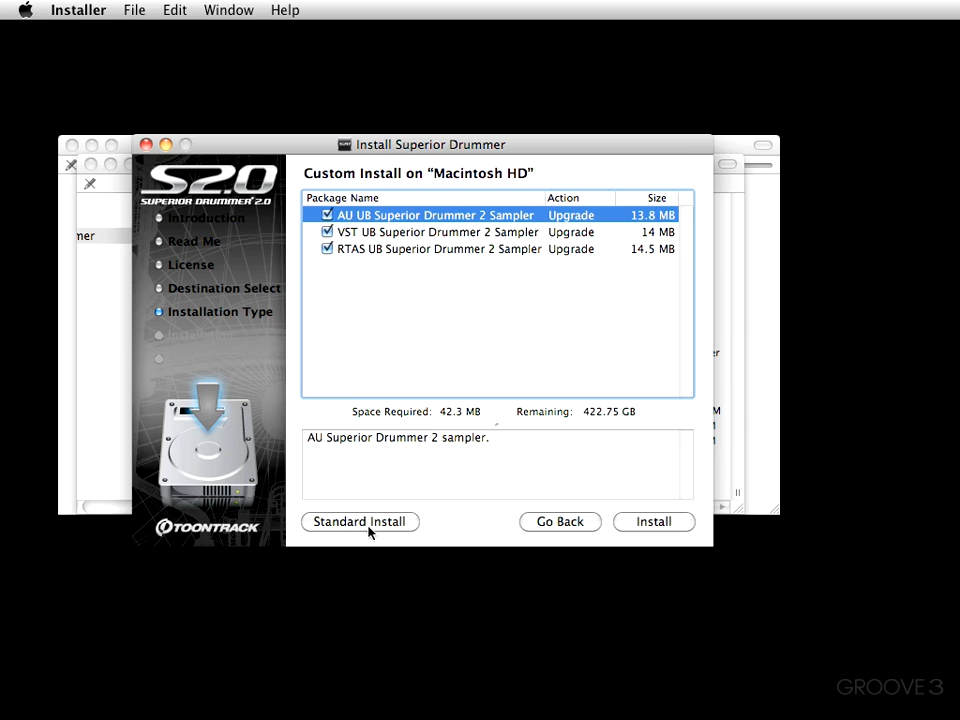 Installer File Edit Window Help
Install Superior Drummer
S2.0
SUPERIOR DRUMMER 2.0
Introduction
Read Me
License
Destination Select
Installation Type
Installation
TOONTRACK
mer
Custom Install on “Macintosh HD”
Package Name Action Size
AU UB Superior Drummer 2 Sampler Upgrade 13.8 MB
VST UB Superior Drummer 2 Sampler Upgrade 14 MB
RTAS UB Superior Drummer 2 Sampler Upgrade 14.5 MB
Space Required: 42.3 MB Remaining: 422.75 GB
AU Superior Drummer 2 sampler.
Standard Install Go Back Install
er
M
GROOVE3